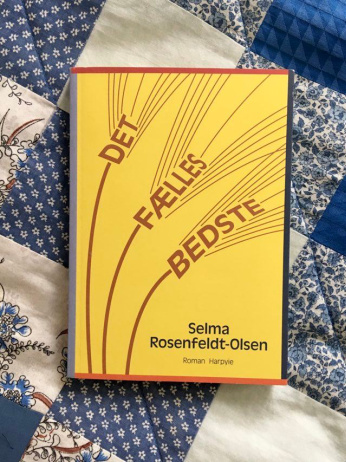 DET
FÆLLES
BEDSTE
Selma
Rosenfeldt-Olsen
Roman Harpyie